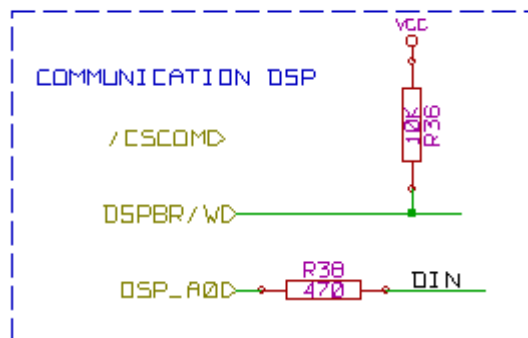 VCC
COMMUNICATION DSP
10K
R36
/CSCOM
DSPBR/W
R38
DSP_A0
470
DIN